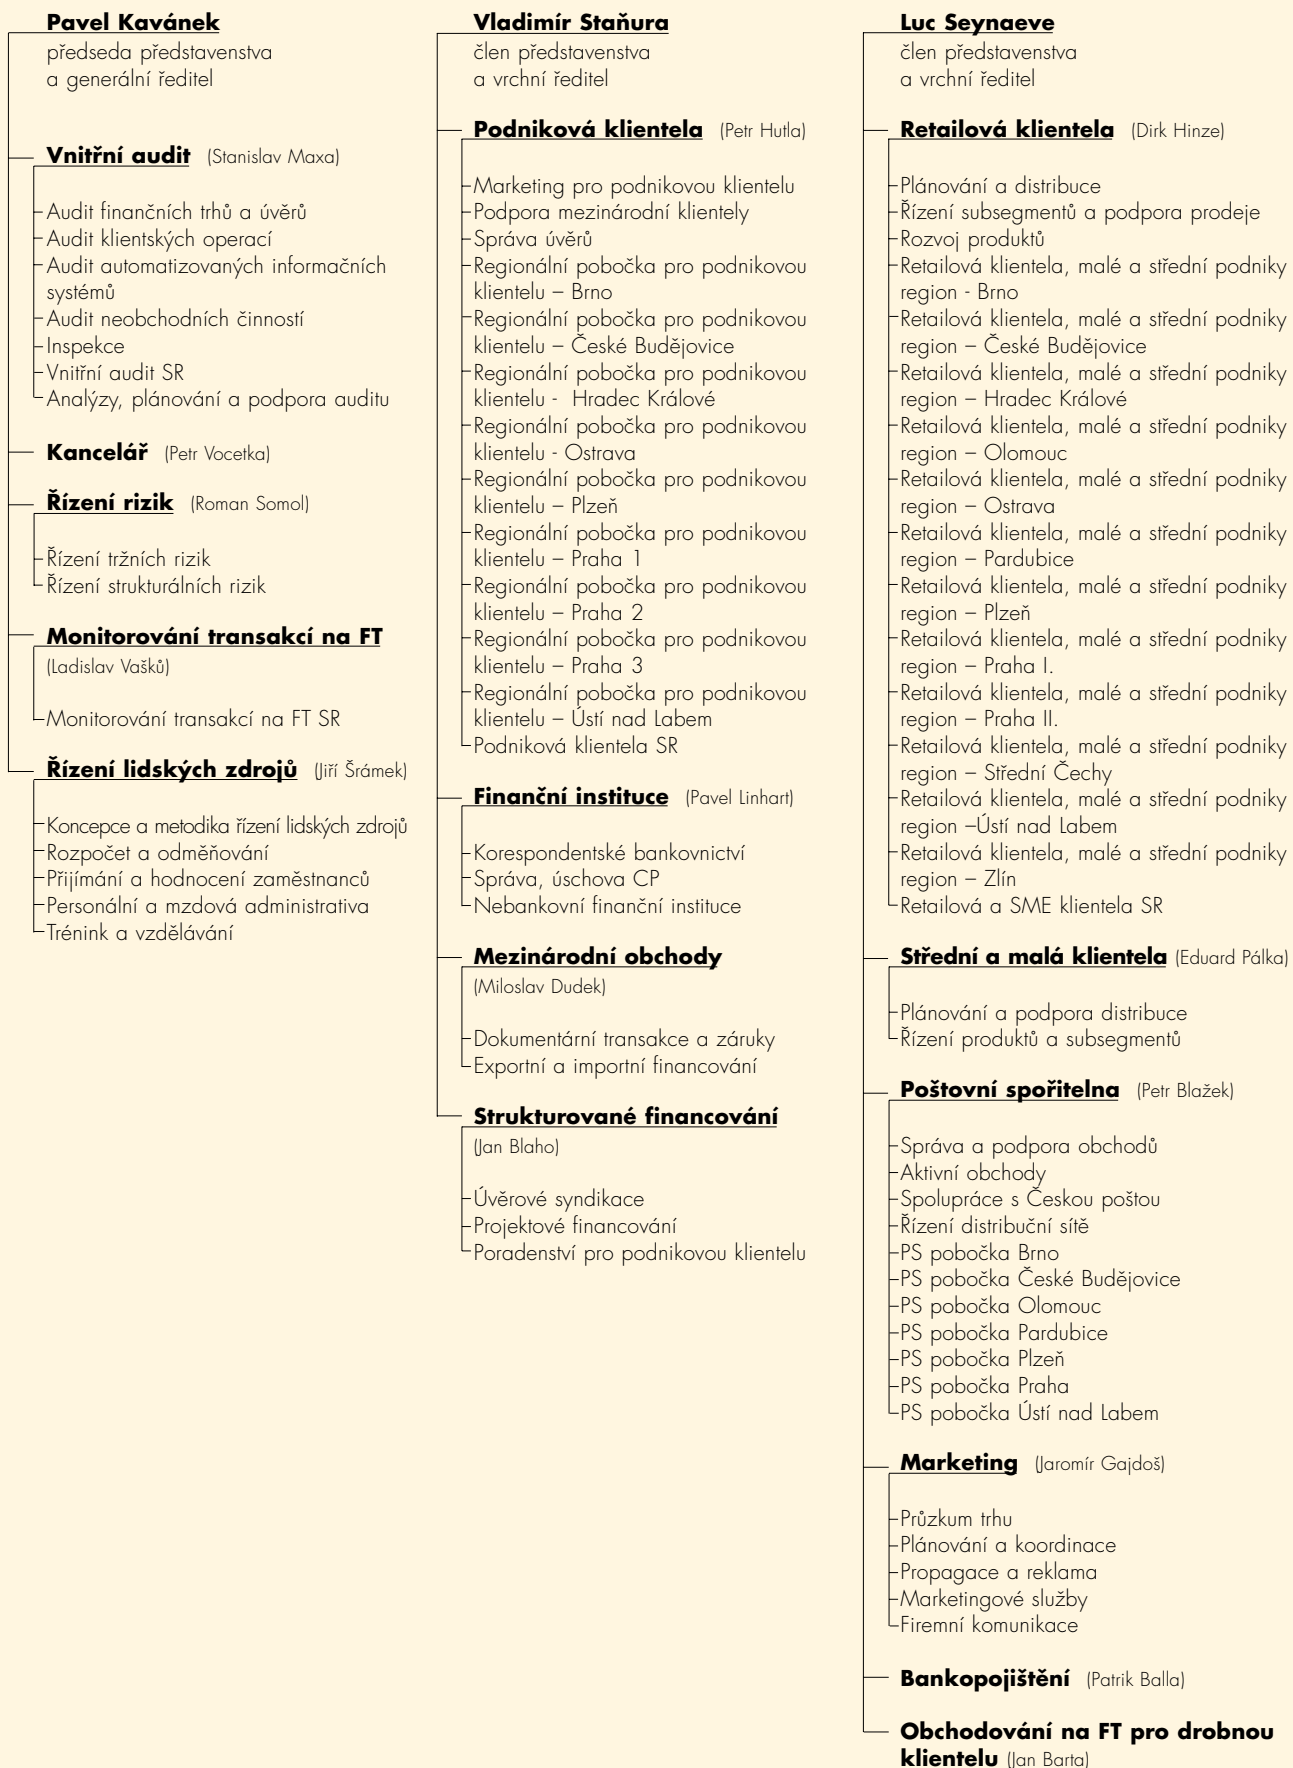 Pavel Kavánek
předseda představenstva
a generální ředitel
Vnitřní audit (Stanislav Maxa)
Audit finančních trhů a úvěrů
Audit klientských operací
Audit automatizovaných informačních
systémů
Audit neobchodních činností
Inspekce
Vnitřní audit SR
Analýzy, plánování a podpora auditu
Kancelář (Petr Vocetka)
Řízení rizik (Roman Somol)
Řízení tržních rizik
Řízení strukturálních rizik
Monitorování transakcí na FT
(Ladislav Vašků)
Monitorování transakcí na FT SR
Řízení lidských zdrojů (Jiří Šrámek)
Koncepce a metodika řízení lidských zdrojů
Rozpočet a odměňování
Přijímání a hodnocení zaměstnanců
Personální a mzdová administrativa
Trénink a vzdělávání
Vladimír Staňura
člen představenstva
a vrchní ředitel
Podniková klientela (Petr Hutla)
Marketing pro podnikovou klientelu
Podpora mezinárodní klientely
Správa úvěrů
Regionální pobočka pro podnikovou
klientelu – Brno
Regionální pobočka pro podnikovou
klientelu – České Budějovice
Regionální pobočka pro podnikovou
klientelu - Hradec Králové
Regionální pobočka pro podnikovou
klientelu - Ostrava
Regionální pobočka pro podnikovou
klientelu – Plzeň
Regionální pobočka pro podnikovou
klientelu – Praha 1
Regionální pobočka pro podnikovou
klientelu – Praha 2
Regionální pobočka pro podnikovou
klientelu – Praha 3
Regionální pobočka pro podnikovou
klientelu – Ústí nad Labem
Podniková klientela SR
Finanční instituce (Pavel Linhart)
Korespondentské bankovnictví
Správa, úschova CP
Nebankovní finanční instituce
Mezinárodní obchody
(Miloslav Dudek)
Dokumentární transakce a záruky
Exportní a importní financování
Strukturované financování
(Jan Blaho)
Úvěrové syndikace
Projektové financování
Poradenství pro podnikovou klientelu
Luc Seynaeve
člen představenstva
a vrchní ředitel
Retailová klientela (Dirk Hinze)
Plánování a distribuce
Řízení subsegmentů a podpora prodeje
Rozvoj produktů
Retailová klientela, malé a střední podniky
region - Brno
Retailová klientela, malé a střední podniky
region – České Budějovice
Retailová klientela, malé a střední podniky
region – Hradec Králové
Retailová klientela, malé a střední podniky
region – Olomouc
Retailová klientela, malé a střední podniky
region – Ostrava
Retailová klientela, malé a střední podniky
region – Pardubice
Retailová klientela, malé a střední podniky
region – Plzeň
Retailová klientela, malé a střední podniky
region – Praha I.
Retailová klientela, malé a střední podniky
region – Praha II.
Retailová klientela, malé a střední podniky
region – Střední Čechy
Retailová klientela, malé a střední podniky
region –Ústí nad Labem
Retailová klientela, malé a střední podniky
region – Zlín
Retailová a SME klientela SR
Střední a malá klientela (Eduard Pálka)
Plánování a podpora distribuce
Řízení produktů a subsegmentů
Poštovní spořitelna (Petr Blažek)
Správa a podpora obchodů
Aktivní obchody
Spolupráce s Českou poštou
Řízení distribuční sítě
PS pobočka Brno
PS pobočka České Budějovice
PS pobočka Olomouc
PS pobočka Pardubice
PS pobočka Plzeň
PS pobočka Praha
PS pobočka Ústí nad Labem
Marketing (Jaromír Gajdoš)
Průzkum trhu
Plánování a koordinace
Propagace a reklama
Marketingové služby
Firemní komunikace
Bankopojištění (Patrik Balla)
Obchodování na FT pro drobnou
klientelu (Jan Barta)